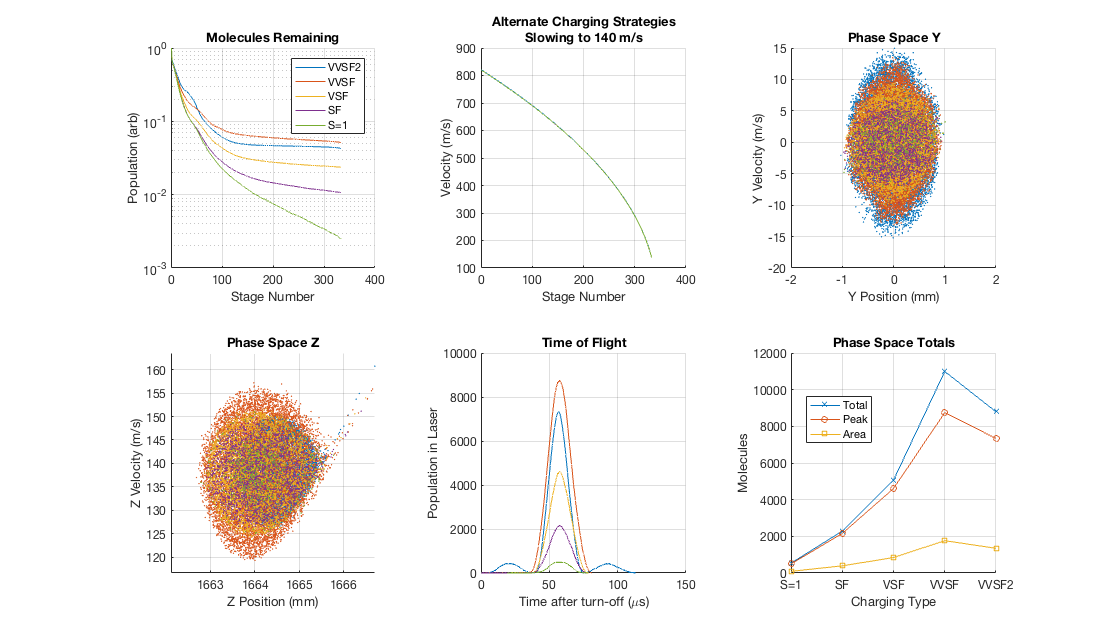 Molecules Remaining
10^0
10^-1
10^-2
10^-3
Population (arb)
0 100 200 300 400
Stage Number
VVSF2
VVSF
VSF
SF
S=1
Alternate Charging Strategies
Slowing to 140 m/s
900
800
700
600
500
400
300
200
100
Velocity (m/s)
0 100 200 300 400
Stage Number
Phase Space Y
15
10
5
0
-5
-10
-15
-20
Y Velocity (m/s)
-2 -1 0 1 2
Y Position (mm)
Phase Space Z
160
155
150
145
140
135
130
125
120
Z Velocity (m/s)
1663 1664 1665 1666
Z Position (mm)
Time of Flight
10000
8000
6000
4000
2000
0
Population in Laser
0 50 100 150
Time after turn-off (μs)
Phase Space Totals
12000
10000
8000
6000
4000
2000
0
Molecules
Total
Peak
Area
S=1 SF VSF VVSF VVSF2
Charging Type